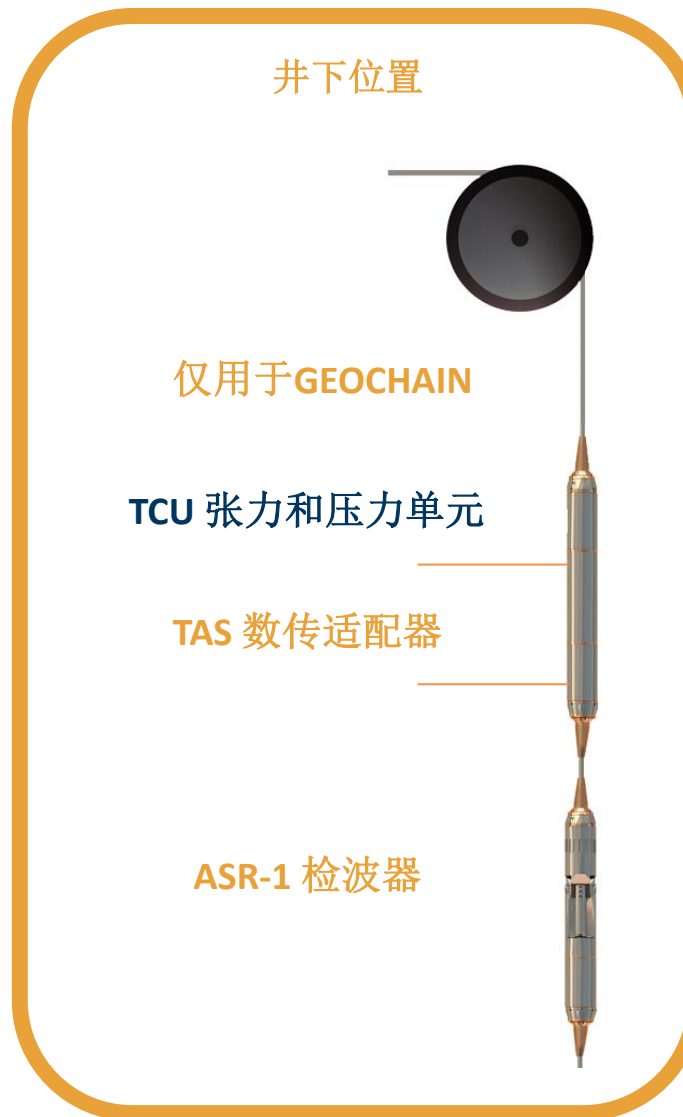 井下位置
仅用于GEOCHAIN
TCU 张力和压力单元
TAS 数传适配器
ASR-1 检波器